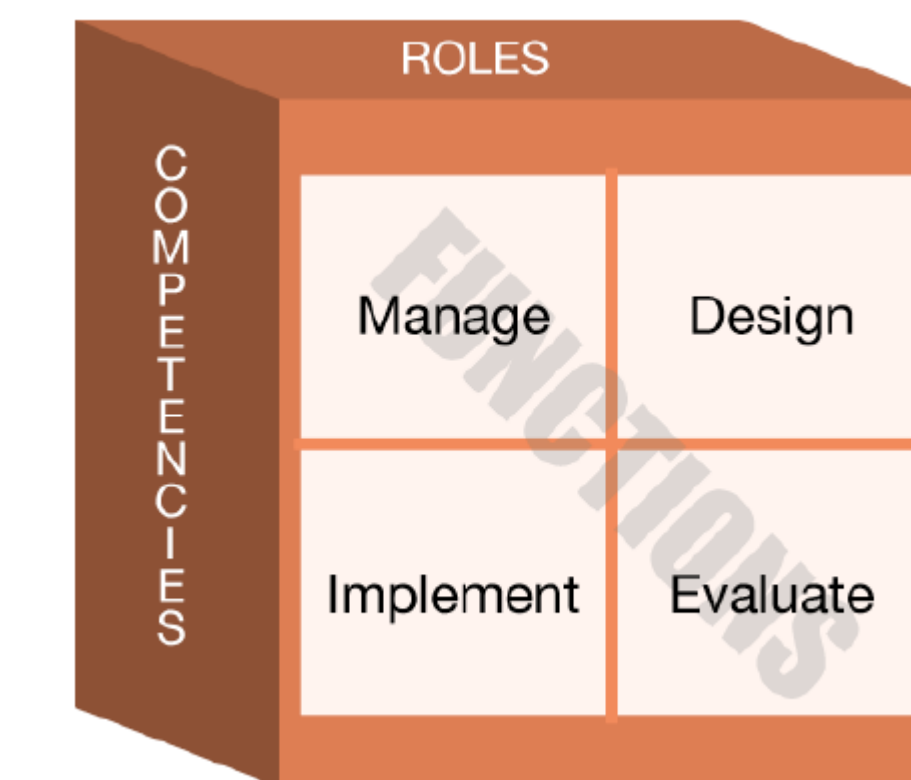 ROLES
COMPETENCIES
FUNCTIONS
Manage
Design
Implement
Evaluate